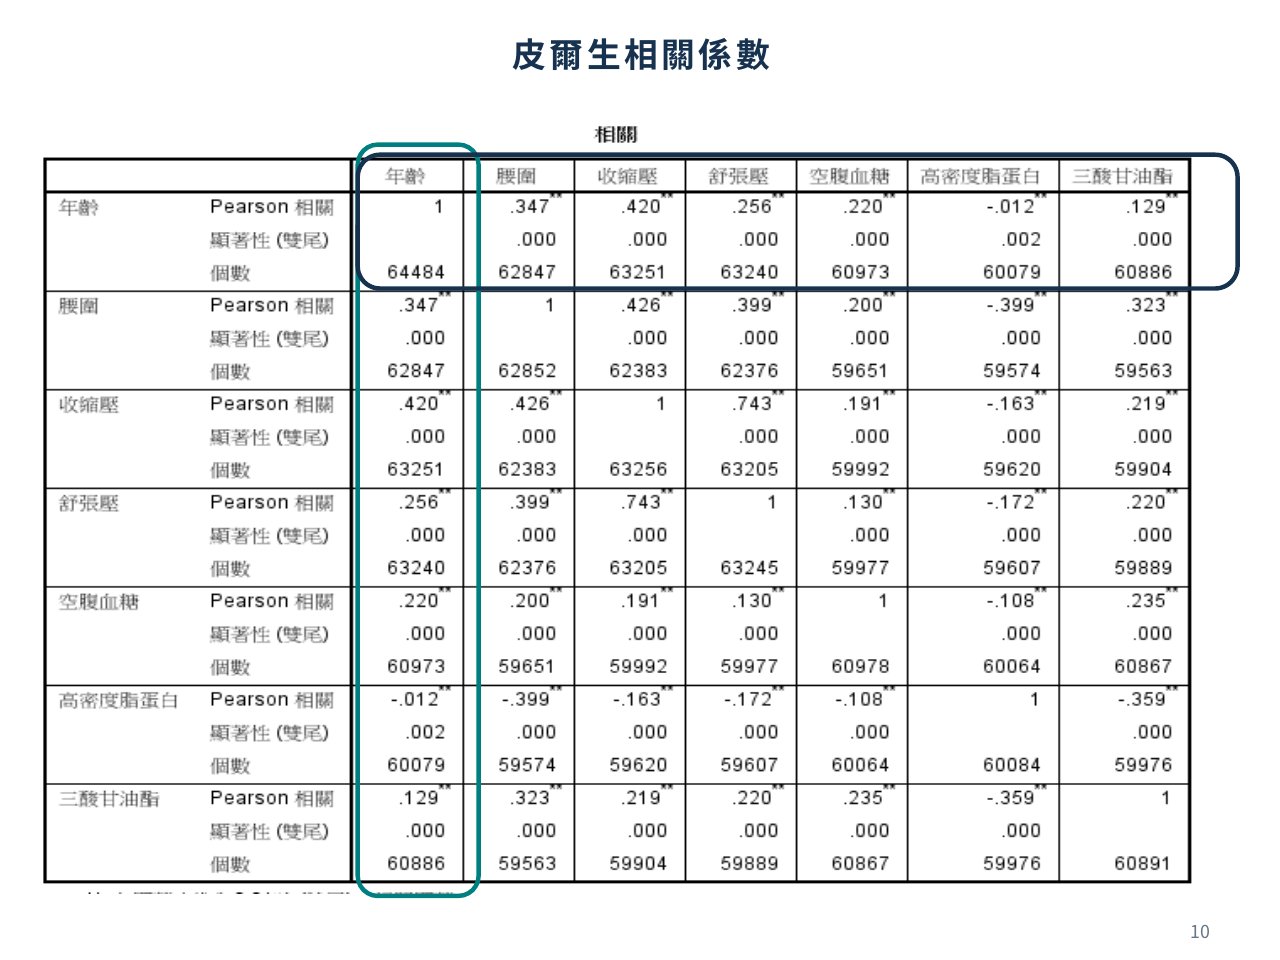 皮爾生相關係數
相關
年齡 腰圍 收縮壓 舒張壓 空腹血糖 高密度脂蛋白 三酸甘油酯
年齡 Pearson 相關 1 .347** .420** .256** .220** -.012** .129**
顯著性 (雙尾) .000 .000 .000 .000 .002 .000
個數 64484 62847 63251 63240 60973 60079 60886
腰圍 Pearson 相關 .347** 1 .426** .399** .200** -.399** .323**
顯著性 (雙尾) .000 .000 .000 .000 .000 .000
個數 62847 62852 62383 62376 59651 59574 59563
收縮壓 Pearson 相關 .420** .426** 1 .743** .191** -.163** .219**
顯著性 (雙尾) .000 .000 .000 .000 .000 .000
個數 63251 62383 63256 63205 59992 59620 59904
舒張壓 Pearson 相關 .256** .399** .743** 1 .130** -.172** .220**
顯著性 (雙尾) .000 .000 .000 .000 .000 .000
個數 63240 62376 63205 63245 59977 59607 59889
空腹血糖 Pearson 相關 .220** .200** .191** .130** 1 -.108** .235**
顯著性 (雙尾) .000 .000 .000 .000 .000 .000
個數 60973 59651 59992 59977 60978 60064 60867
高密度脂蛋白 Pearson 相關 -.012** -.399** -.163** -.172** -.108** 1 -.359**
顯著性 (雙尾) .002 .000 .000 .000 .000 .000
個數 60079 59574 59620 59607 60064 60084 59976
三酸甘油酯 Pearson 相關 .129** .323** .219** .220** .235** -.359** 1
顯著性 (雙尾) .000 .000 .000 .000 .000 .000
個數 60886 59563 59904 59889 60867 59976 60891
10